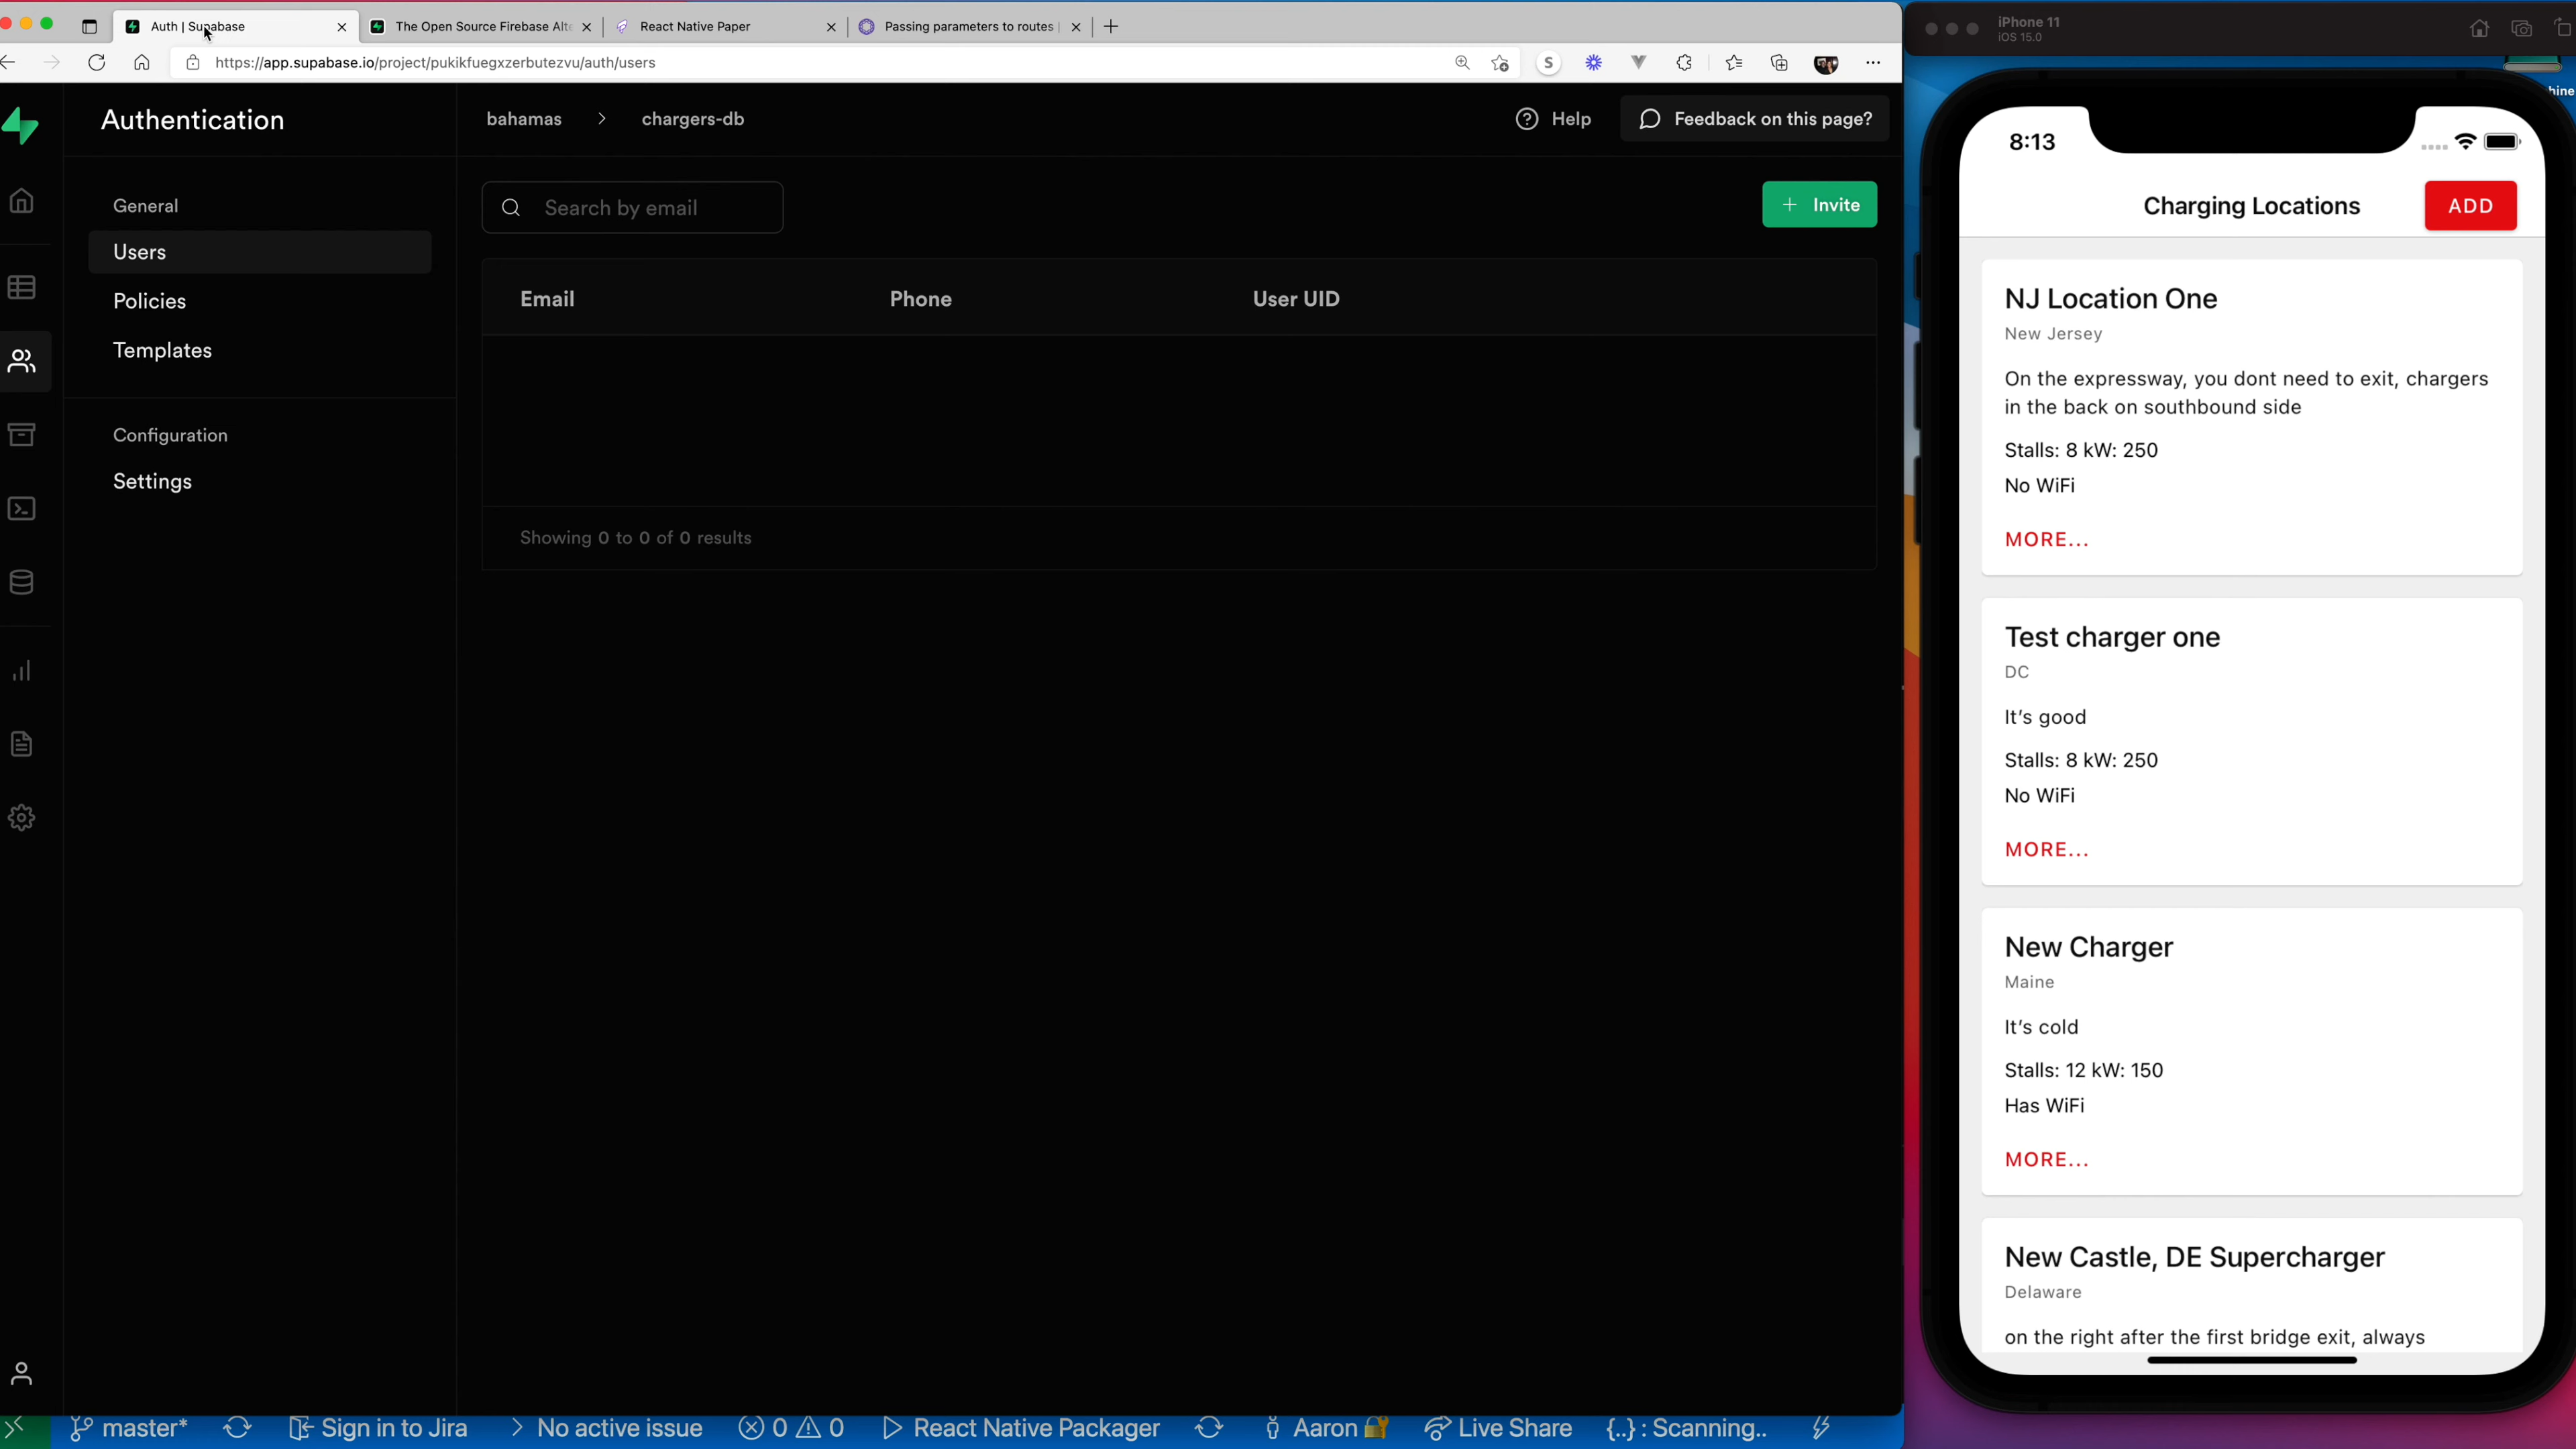 Auth | Supabase
The Open Source Firebase Alte
React Native Paper
Passing parameters to routes |
https://app.supabase.io/project/pukikfuegxzerbutezvu/auth/users
S
Authentication
bahamas > chargers-db
Help
Feedback on this page?
General
Users
Policies
Templates
Configuration
Settings
Search by email
+ Invite
Email Phone User UID
Showing 0 to 0 of 0 results
master*
Sign in to Jira
No active issue
0 0
React Native Packager
Aaron
Live Share
{..} : Scanning..
iPhone 11
iOS 15.0
hine
8:13
Charging Locations
ADD
NJ Location One
New Jersey
On the expressway, you dont need to exit, chargers
in the back on southbound side
Stalls: 8 kW: 250
No WiFi
MORE...
Test charger one
DC
It's good
Stalls: 8 kW: 250
No WiFi
MORE...
New Charger
Maine
It's cold
Stalls: 12 kW: 150
Has WiFi
MORE...
New Castle, DE Supercharger
Delaware
on the right after the first bridge exit, always